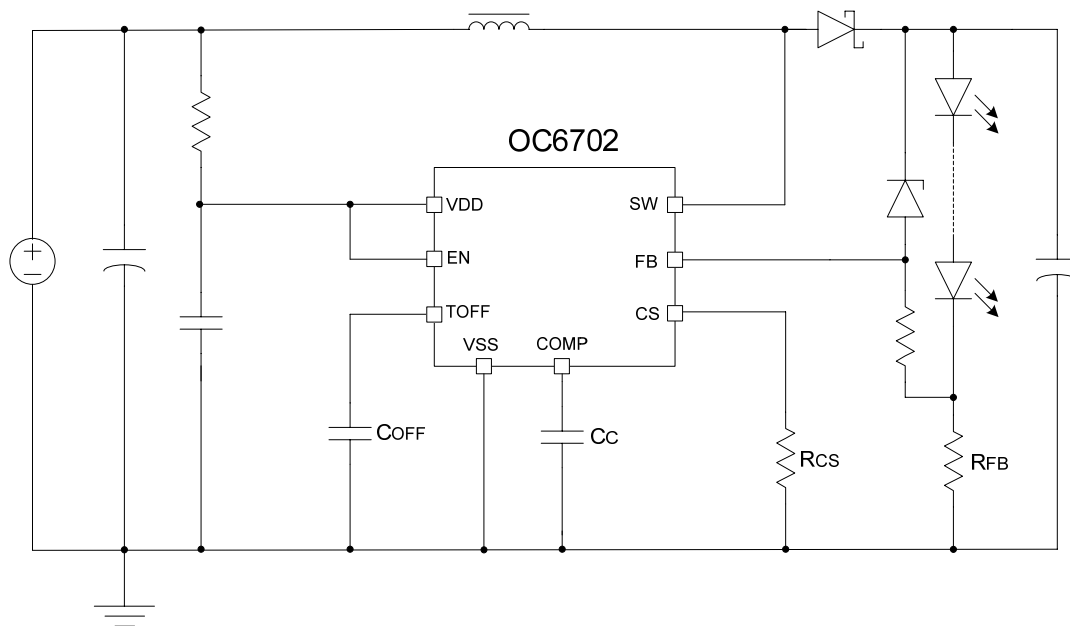 OC6702
VDD
SW
EN
FB
TOFF
CS
VSS
COMP
COFF
CC
RCS
RFB